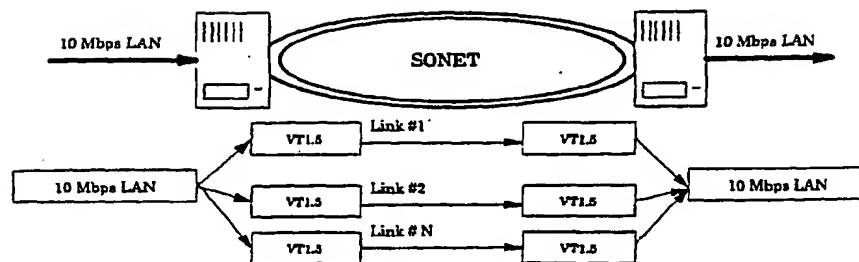 10 Mbps LAN
SONET
10 Mbps LAN
Link #1
VT1.5
VT1.5
10 Mbps LAN
Link #2
VT1.5
VT1.5
10 Mbps LAN
Link # N
VT1.5
VT1.5